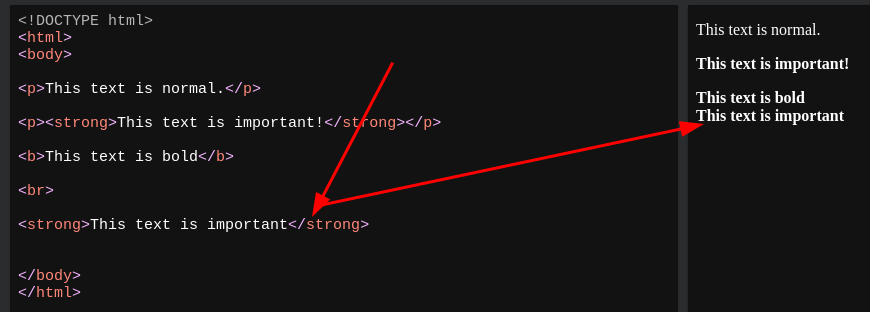 <!DOCTYPE html>
<html>
<body>
<p>This text is normal.</p>
<p><strong>This text is important!</strong></p>
<b>This text is bold</b>
<br>
<strong>This text is important</strong>
</body>
</html>
This text is normal.
This text is important!
This text is bold
This text is important